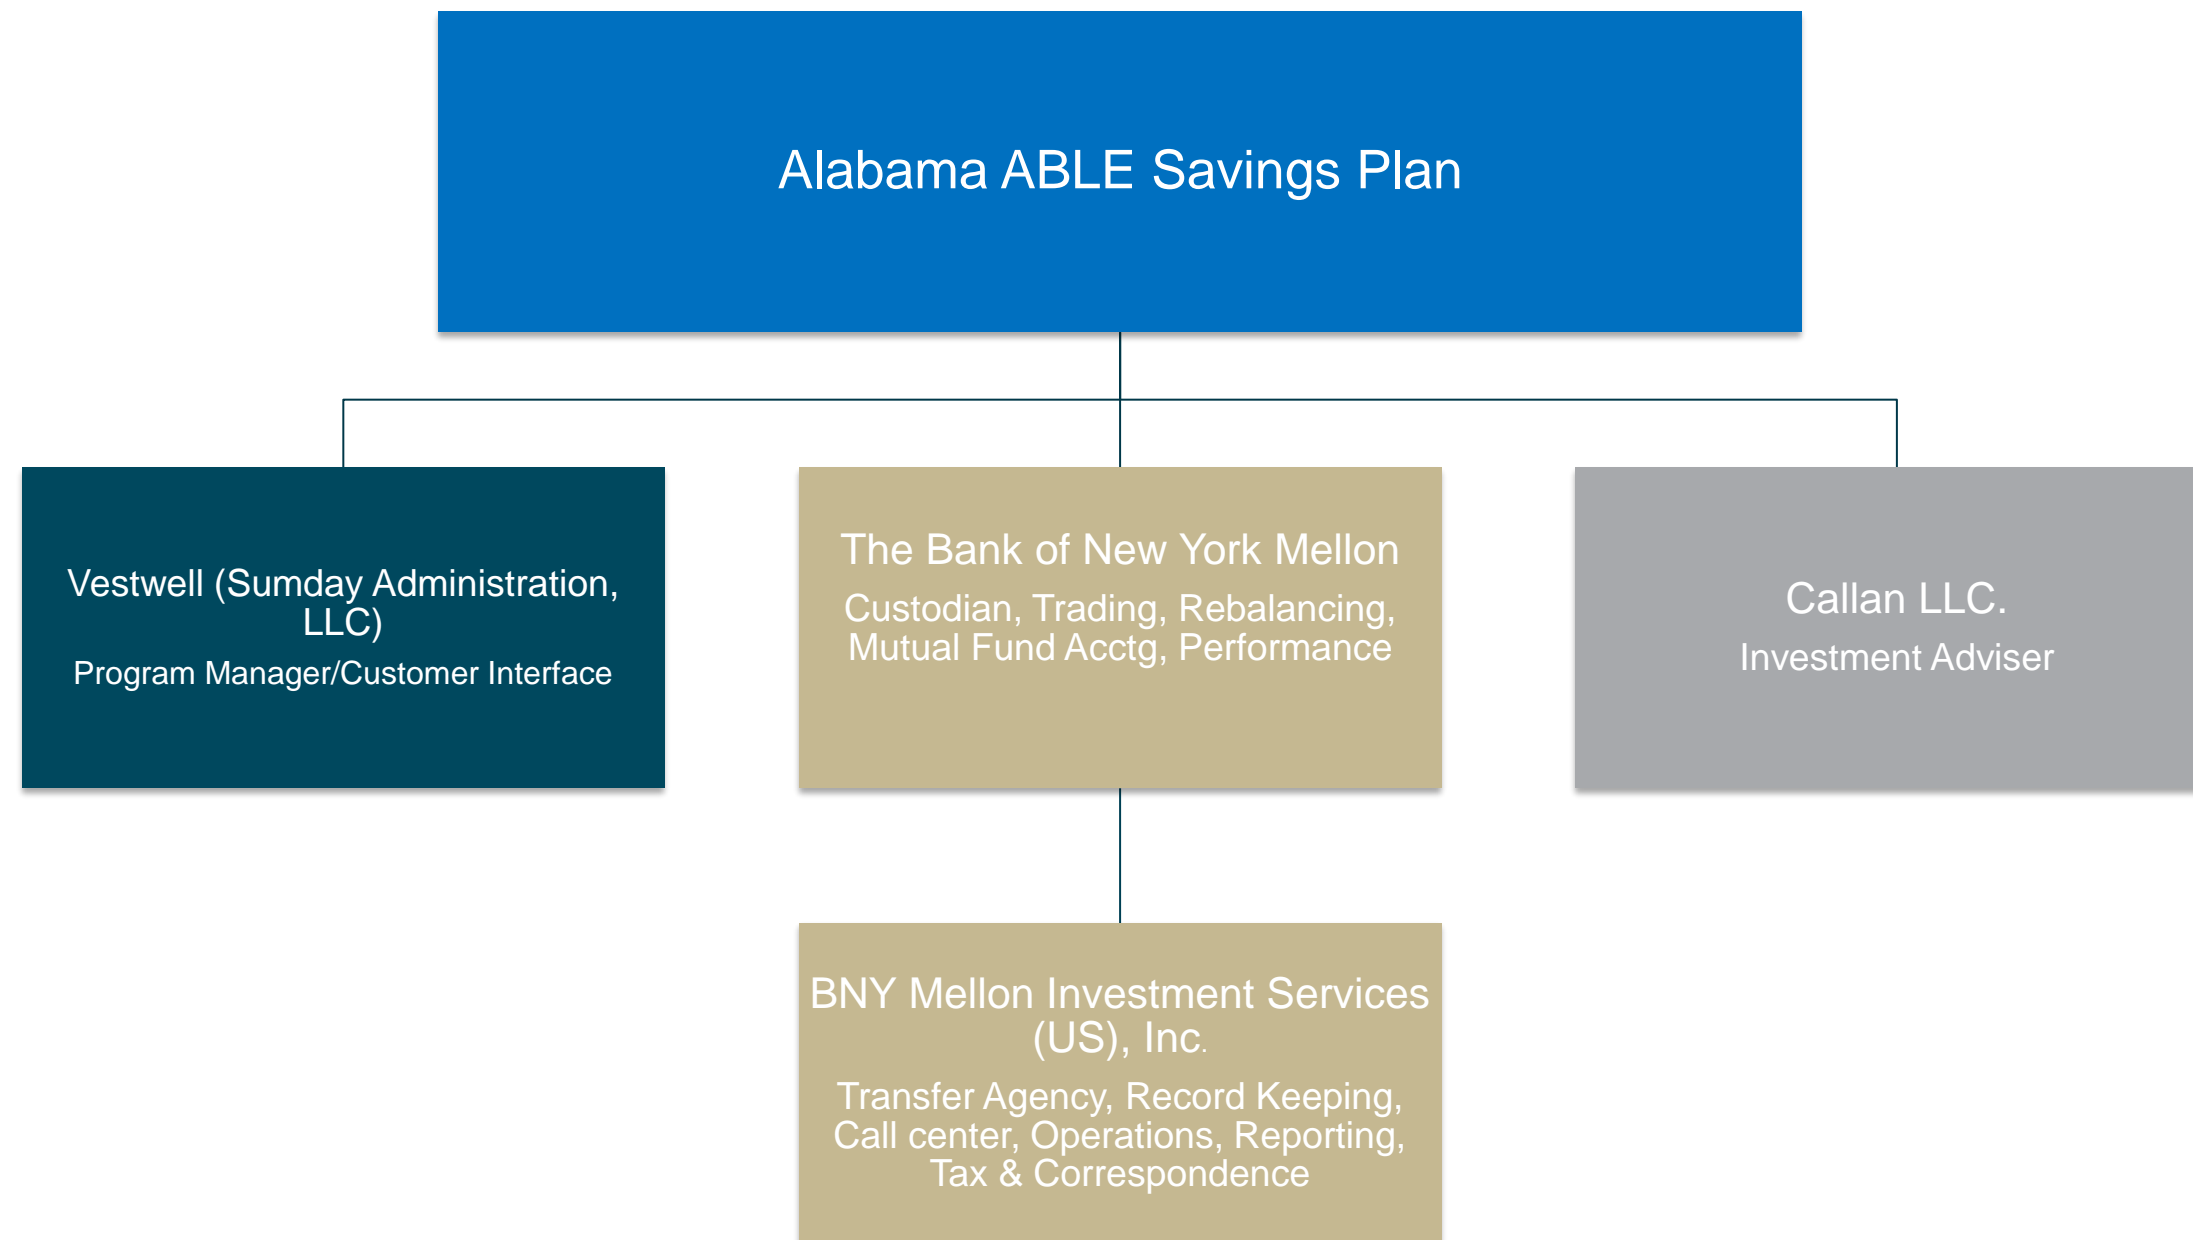 Alabama ABLE Savings Plan
Vestwell (Sumday Administration,
LLC)
Program Manager/Customer Interface
The Bank of New York Mellon
Custodian, Trading, Rebalancing,
Mutual Fund Acctg, Performance
Callan LLC.
Investment Adviser
BNY Mellon Investment Services
(US), Inc.
Transfer Agency, Record Keeping,
Call center, Operations, Reporting,
Tax & Correspondence